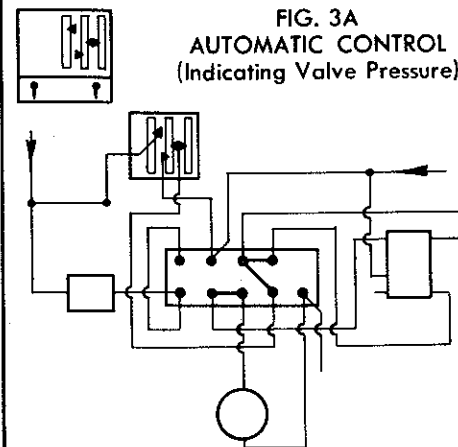 FIG. 3A
AUTOMATIC CONTROL
(Indicating Valve Pressure)